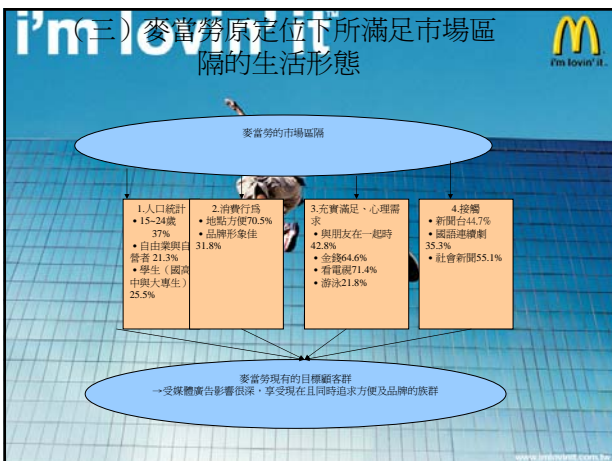 i'm lovin' it™
（三）麥當勞原定位下所滿足市場區
隔的生活形態
i'm lovin' it™
麥當勞的市場區隔
1.人口統計
• 15~24歲
37%
• 自由業與自
營者 21.3%
• 學生（國高
中與大專生）
25.5%
2.消費行為
• 地點方便70.5%
• 品牌形象佳
31.8%
3.充實滿足、心理需
求
• 與朋友在一起時
42.8%
• 金錢64.6%
• 看電視71.4%
• 游泳21.8%
4.接觸
• 新聞台44.7%
• 國語連續劇
35.3%
• 社會新聞55.1%
麥當勞現有的目標顧客群
→受媒體廣告影響很深，享受現在且同時追求方便及品牌的族群
www.imlovinit.com.tw